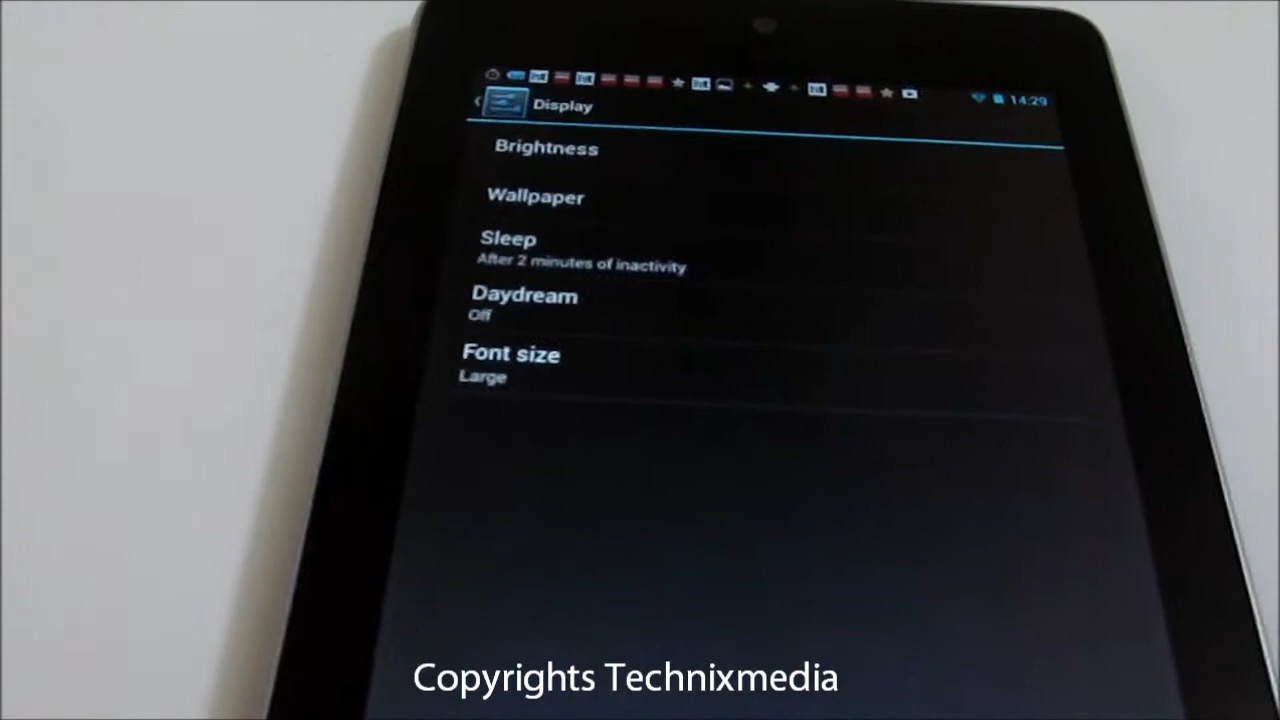 14:29
Display
Brightness
Wallpaper
Sleep
After 2 minutes of inactivity
Daydream
Off
Font size
Large
Copyrights Technixmedia